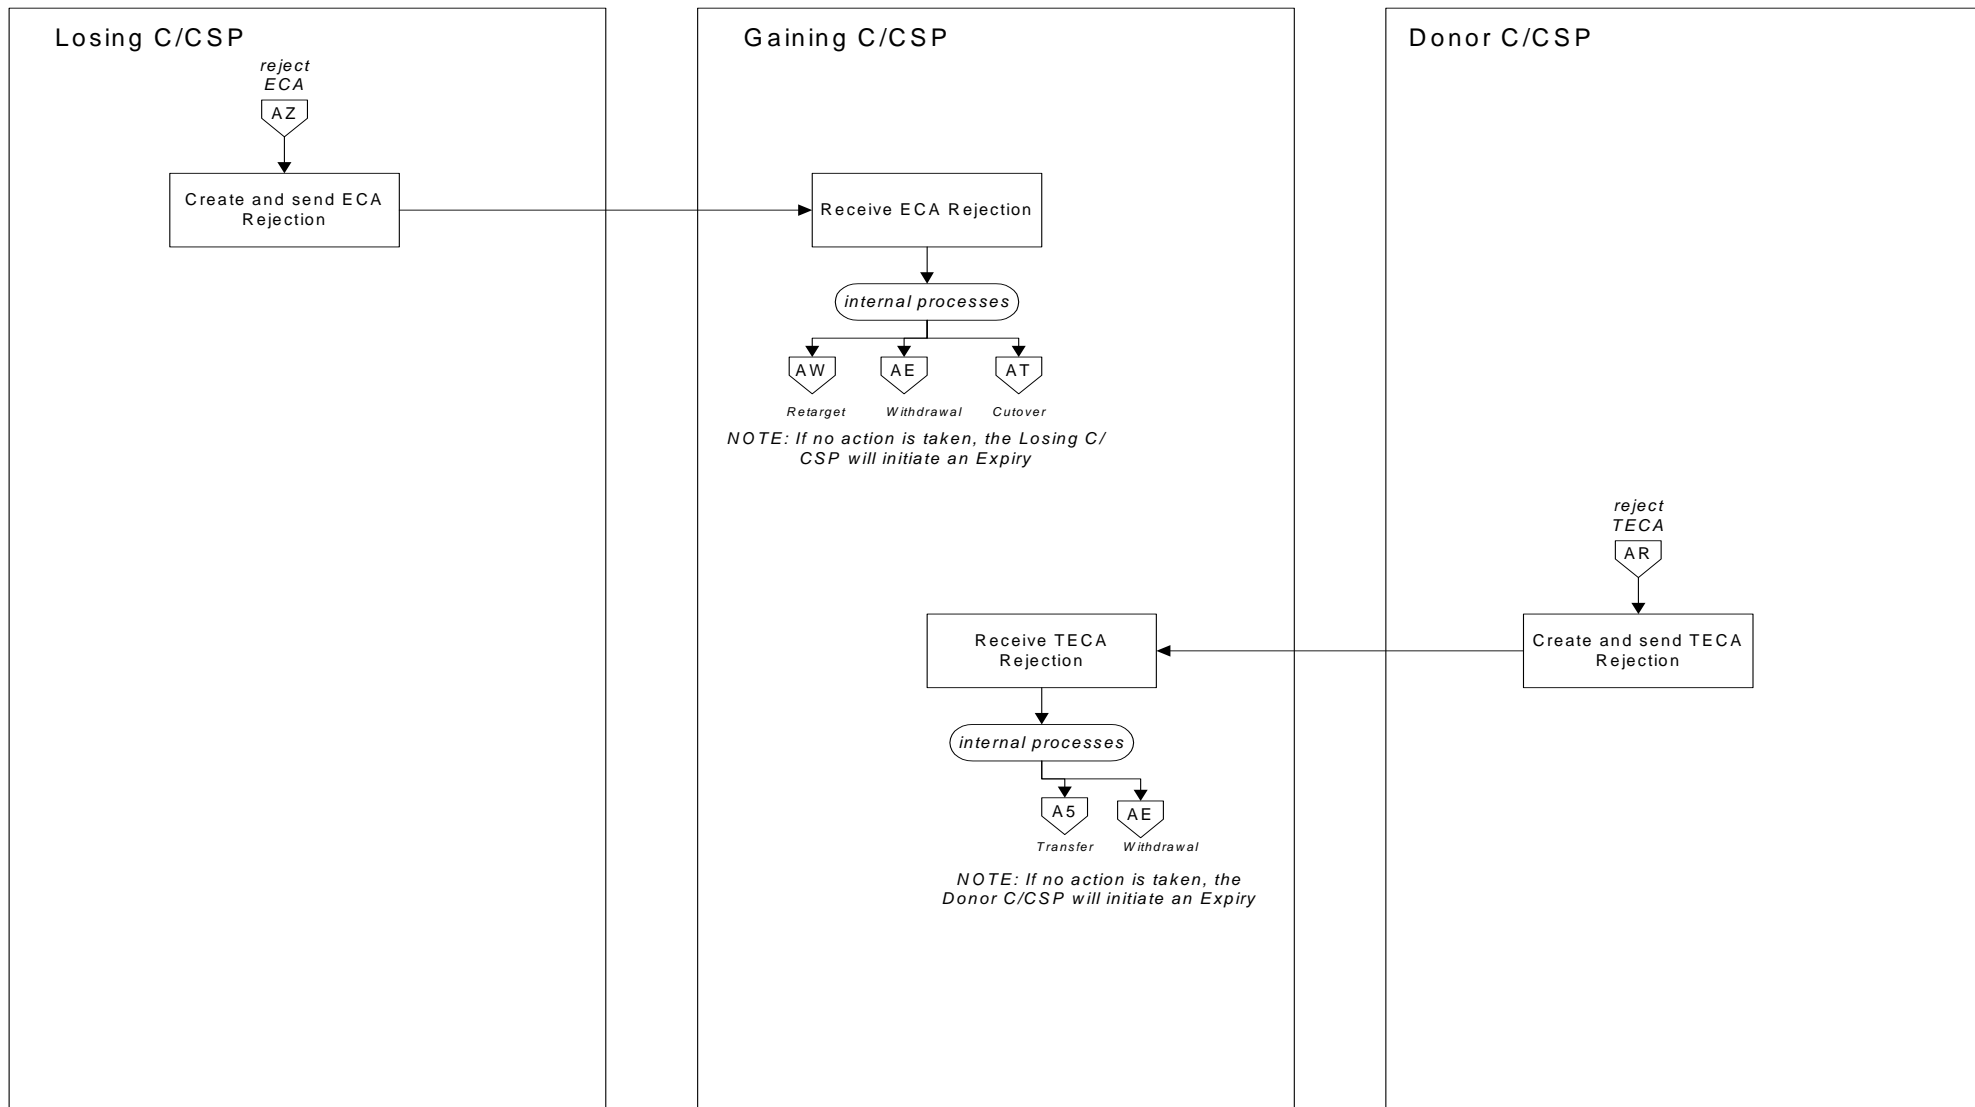 Losing C/CSP
reject
ECA
AZ
Create and send ECA
Rejection
Gaining C/CSP
Receive ECA Rejection
internal processes
AW
AE
AT
Retarget
Withdrawal
Cutover
NOTE: If no action is taken, the Losing C/
CSP will initiate an Expiry
Receive TECA
Rejection
internal processes
A5
AE
Transfer
Withdrawal
NOTE: If no action is taken, the
Donor C/CSP will initiate an Expiry
Donor C/CSP
reject
TECA
AR
Create and send TECA
Rejection